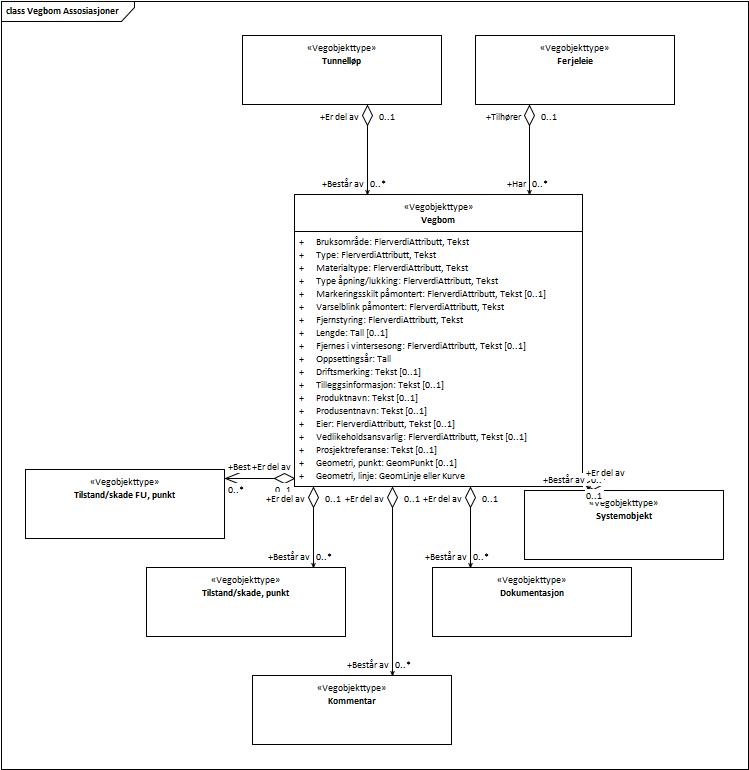 class Vegbom Assosiasjoner
«Vegobjekttype»
Tunnelløp
«Vegobjekttype»
Ferjeleie
+Er del av 0..1
+Tilhører 0..1
+Består av 0..*
+Har 0..*
«Vegobjekttype»
Vegbom
+ Bruksområde: FlerverdiAttributt, Tekst
+ Type: FlerverdiAttributt, Tekst
+ Materialtype: FlerverdiAttributt, Tekst
+ Type åpning/lukking: FlerverdiAttributt, Tekst
+ Markeringsskilt påmontert: FlerverdiAttributt, Tekst [0..1]
+ Varselblink påmontert: FlerverdiAttributt, Tekst
+ Fjernstyring: FlerverdiAttributt, Tekst
+ Lengde: Tall [0..1]
+ Fjernes i vintersesong: FlerverdiAttributt, Tekst [0..1]
+ Oppsettingsår: Tall
+ Driftsmerking: Tekst [0..1]
+ Tilleggsinformasjon: Tekst [0..1]
+ Produktnavn: Tekst [0..1]
+ Produsentnavn: Tekst [0..1]
+ Eier: FlerverdiAttributt, Tekst [0..1]
+ Vedlikeholdsansvarlig: FlerverdiAttributt, Tekst [0..1]
+ Prosjektreferanse: Tekst [0..1]
+ Geometri, punkt: GeomPunkt [0..1]
+ Geometri, linje: GeomLinje eller Kurve
+Best +Er del av
0..* 0..1
«Vegobjekttype»
Tilstand/skade FU, punkt
+Er del av
+Består av 0..*
0..1
«Vegobjekttype»
Systemobjekt
+Er del av 0..1 +Er del av 0..1 +Er del av 0..1
+Består av 0..*
+Består av 0..*
«Vegobjekttype»
Tilstand/skade, punkt
«Vegobjekttype»
Dokumentasjon
+Består av 0..*
«Vegobjekttype»
Kommentar